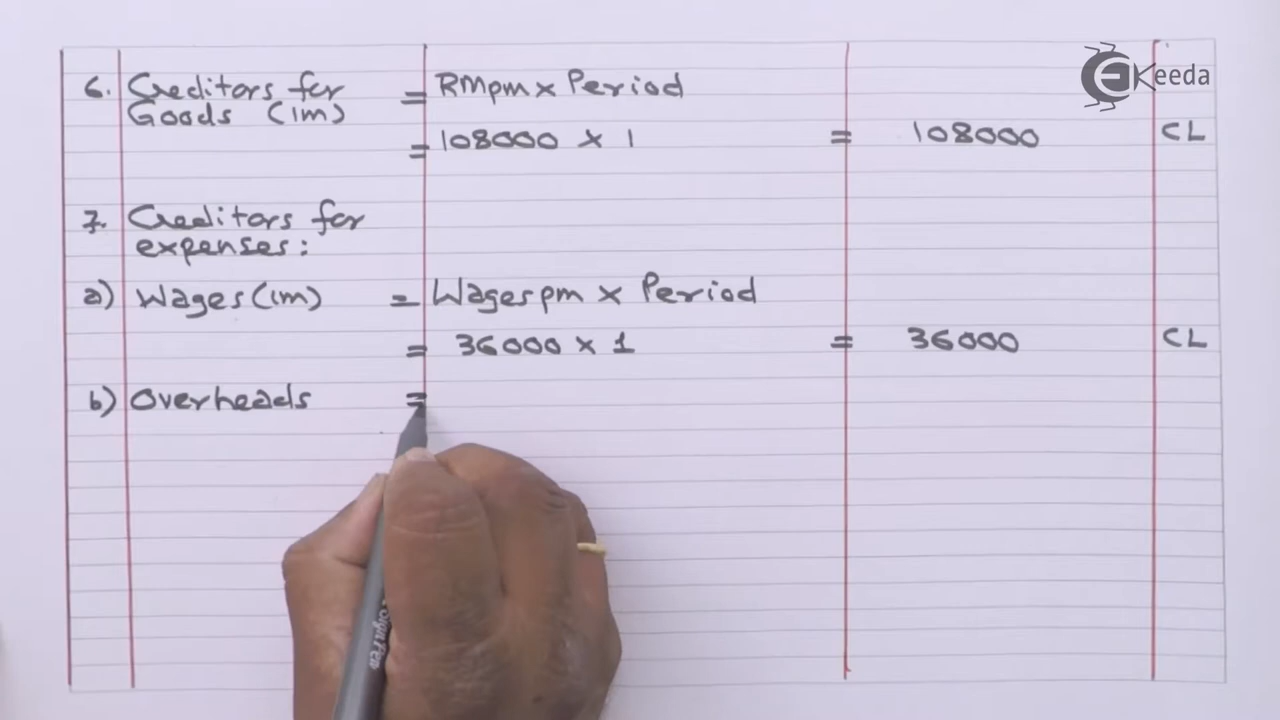 Keeda
6. Creditors for = RMpm x Period
Goods (1m)
= 108000 x 1 = 108000 CL
7. Creditors for
expenses:
a) Wages (1m) = Wages pm x Period
= 36000 x 1 = 36000 CL
b) Overheads =